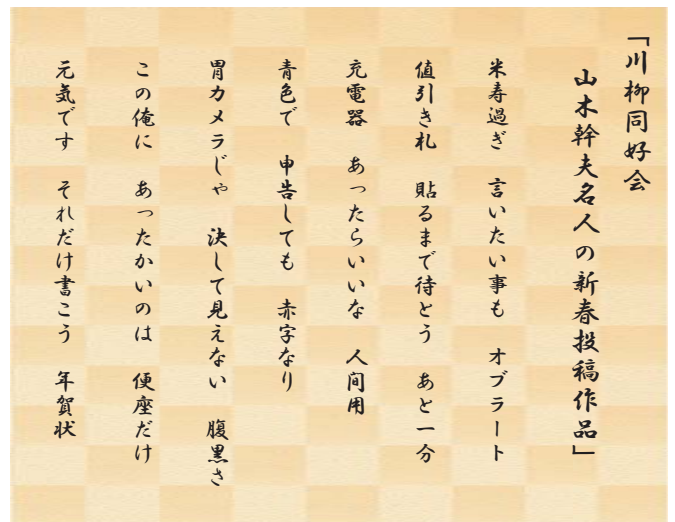 「川柳同好会
山木幹夫名人の新春投稿作品」
米寿過ぎ 言いたい事も オブラート
値引き札 貼るまで待とう あと一分
充電器 あったらいいな 人间用
青色で 申告しても 赤字なり
胃カメラじゃ 決して見えない 腹黒さ
この俺に あったかいのは 便座だけ
元気です それだけ書こう 年賀状